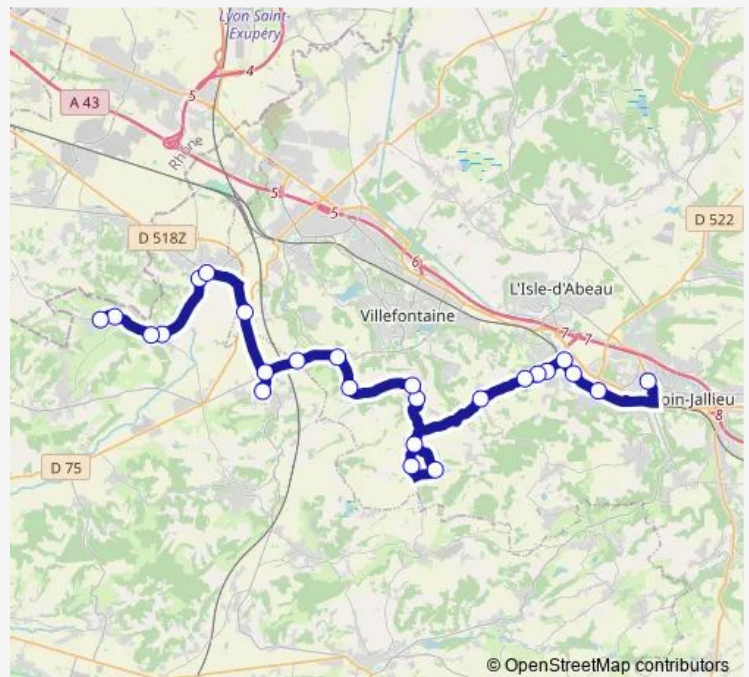 Lyon Saint-
Exupéry
4
5
A 43
Rhône
5
5
D 518Z
6
D 522
L'Isle-d'Abeau
Villefontaine
7
7
oin-Jallieu
8
D 75
© OpenStreetMap contributors